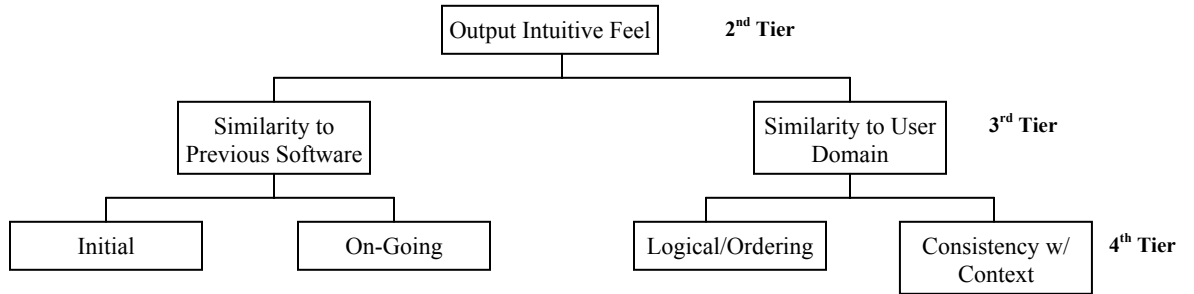 Output Intuitive Feel
2nd Tier
Similarity to
Previous Software
Similarity to User
Domain
3rd Tier
Initial
On-Going
Logical/Ordering
Consistency w/
Context
4th Tier